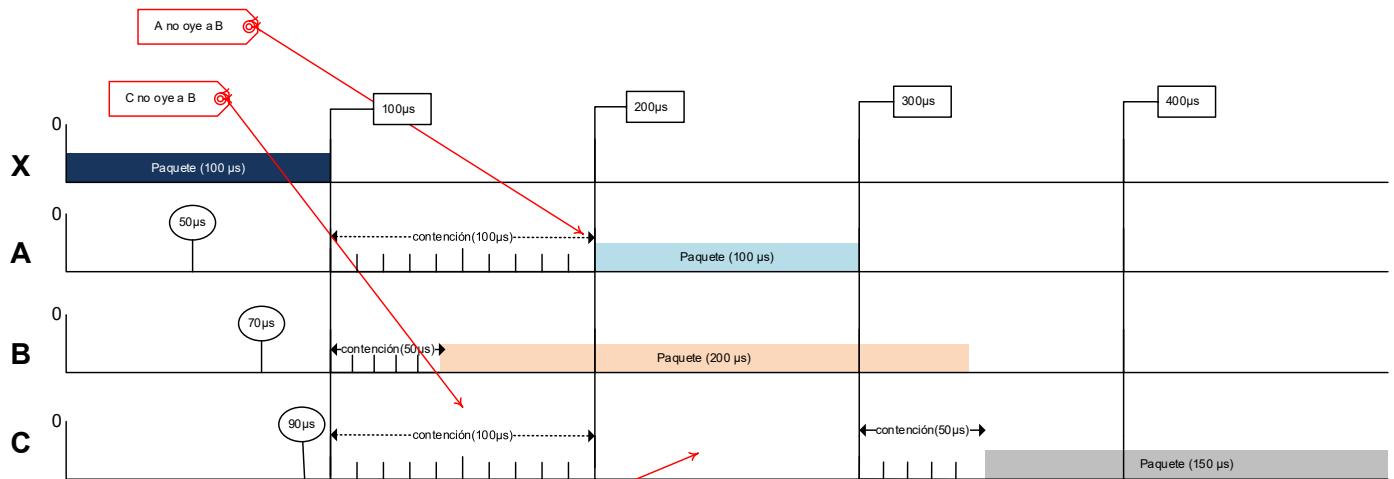 A no oye a B
C no oye a B
100µs
200µs
300µs
400µs
0
X
Paquete (100 µs)
0
A
50µs
contención(100µs)
Paquete (100 µs)
0
B
70µs
contención(50µs)
Paquete (200 µs)
0
C
90µs
contención(100µs)
contención(50µs)
Paquete (150 µs)